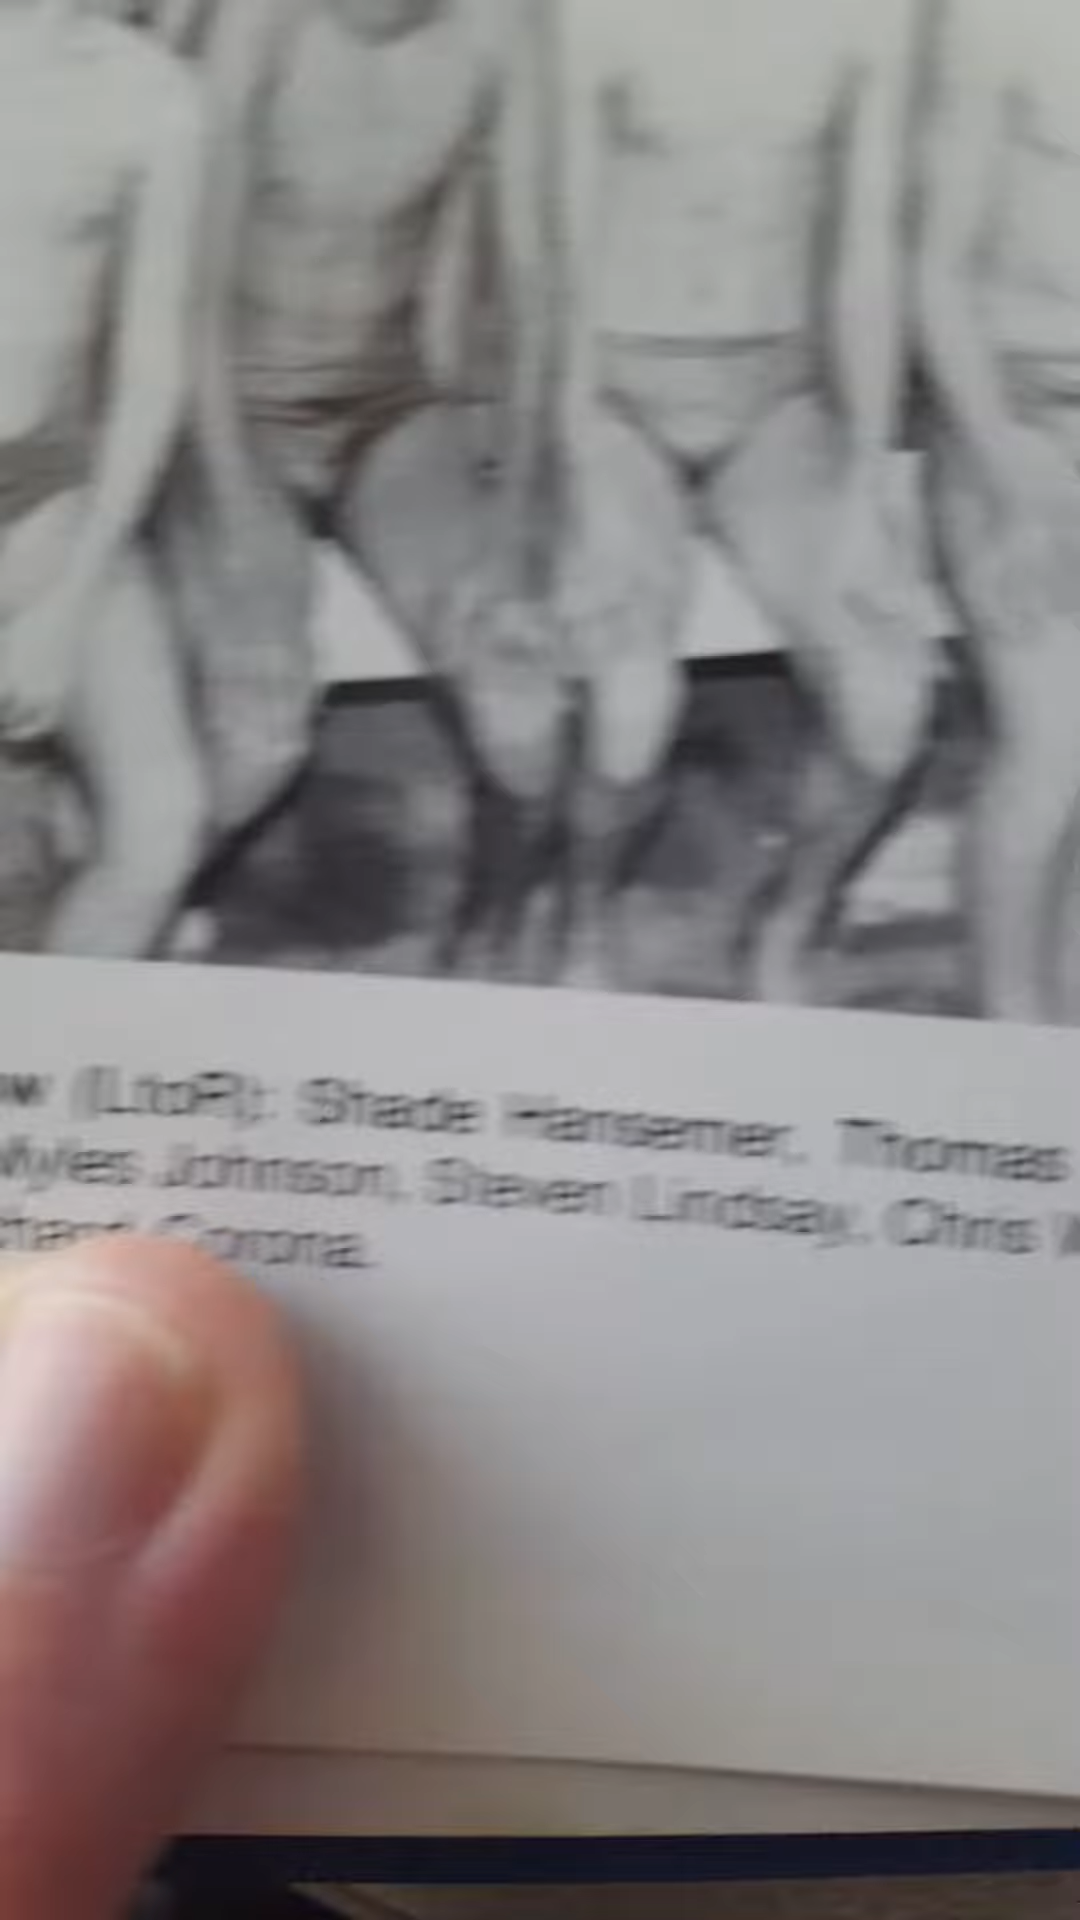 (LtoR): Shade Hansemer, Thomas
Myles Johnson, Steven Lindsay, Chris
Corona.